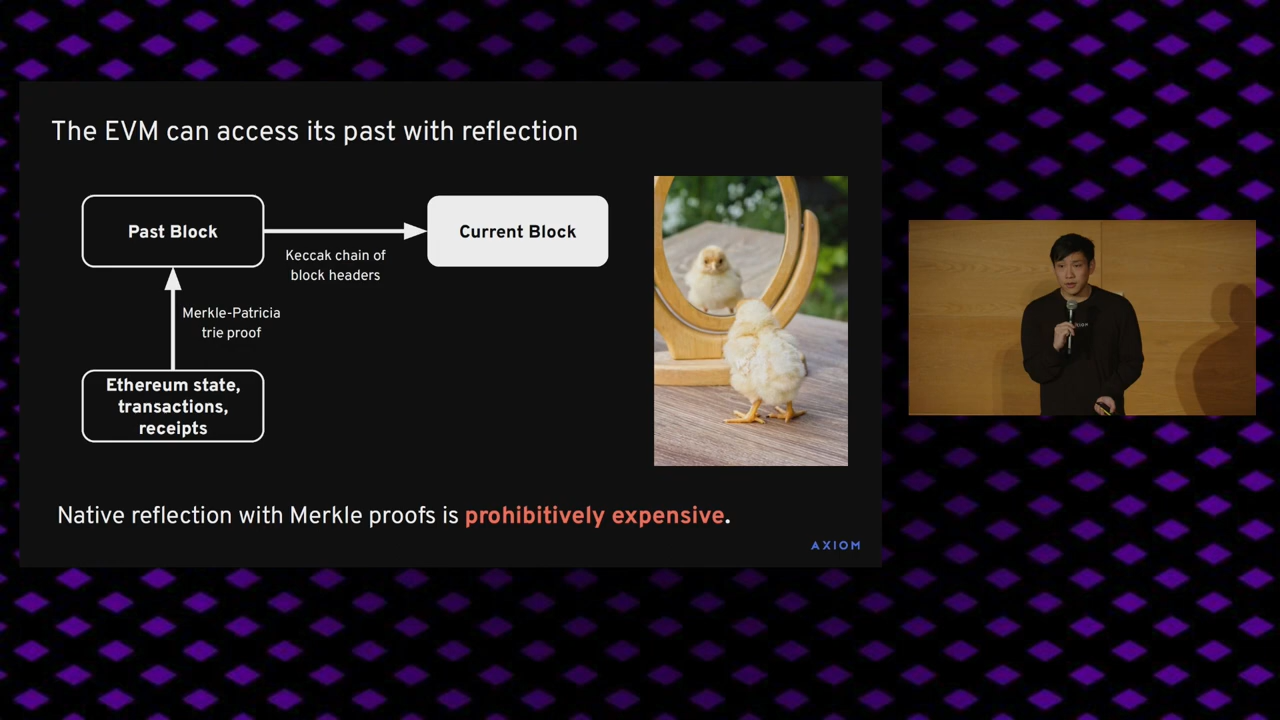 The EVM can access its past with reflection
Past Block
Current Block
Keccak chain of
block headers
Merkle-Patricia
trie proof
Ethereum state,
transactions,
receipts
Native reflection with Merkle proofs is prohibitively expensive.
AXIOM